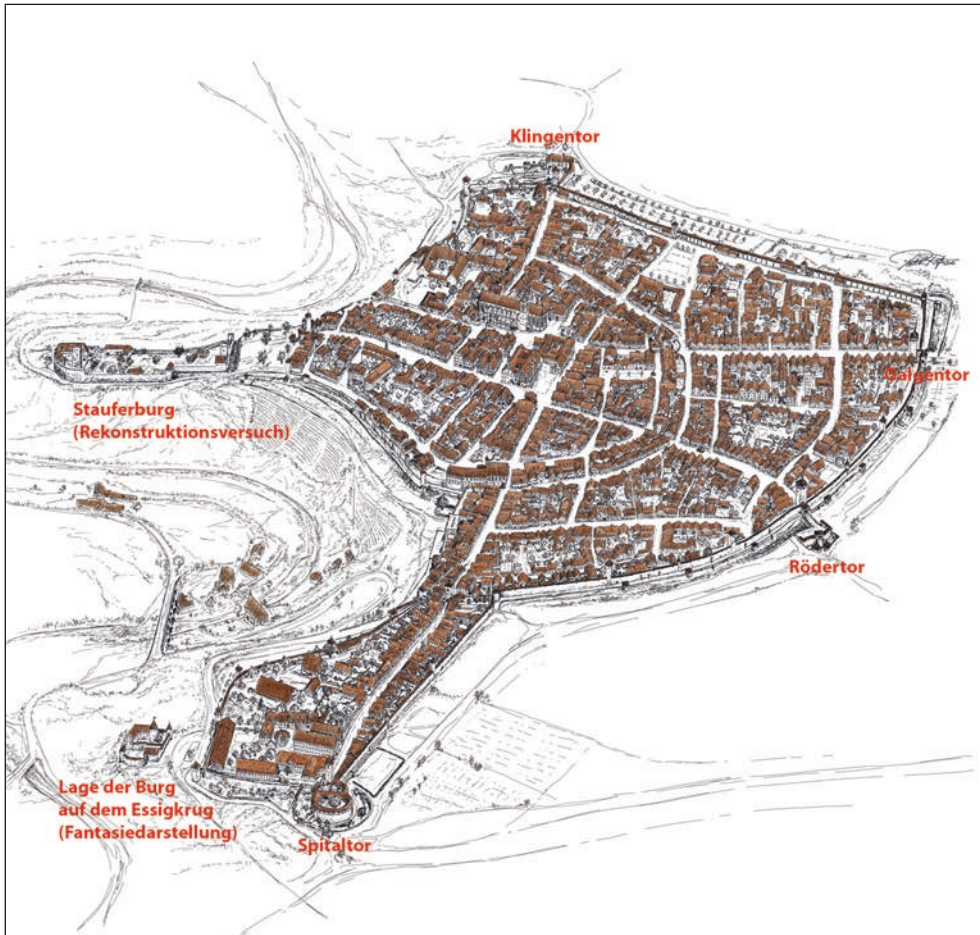 Klingentor
Galgentor
Stauferburg
(Rekonstruktionsversuch)
Rödertor
Lage der Burg
auf dem Essigkrug
(Fantasiedarstellung)
Spitaltor